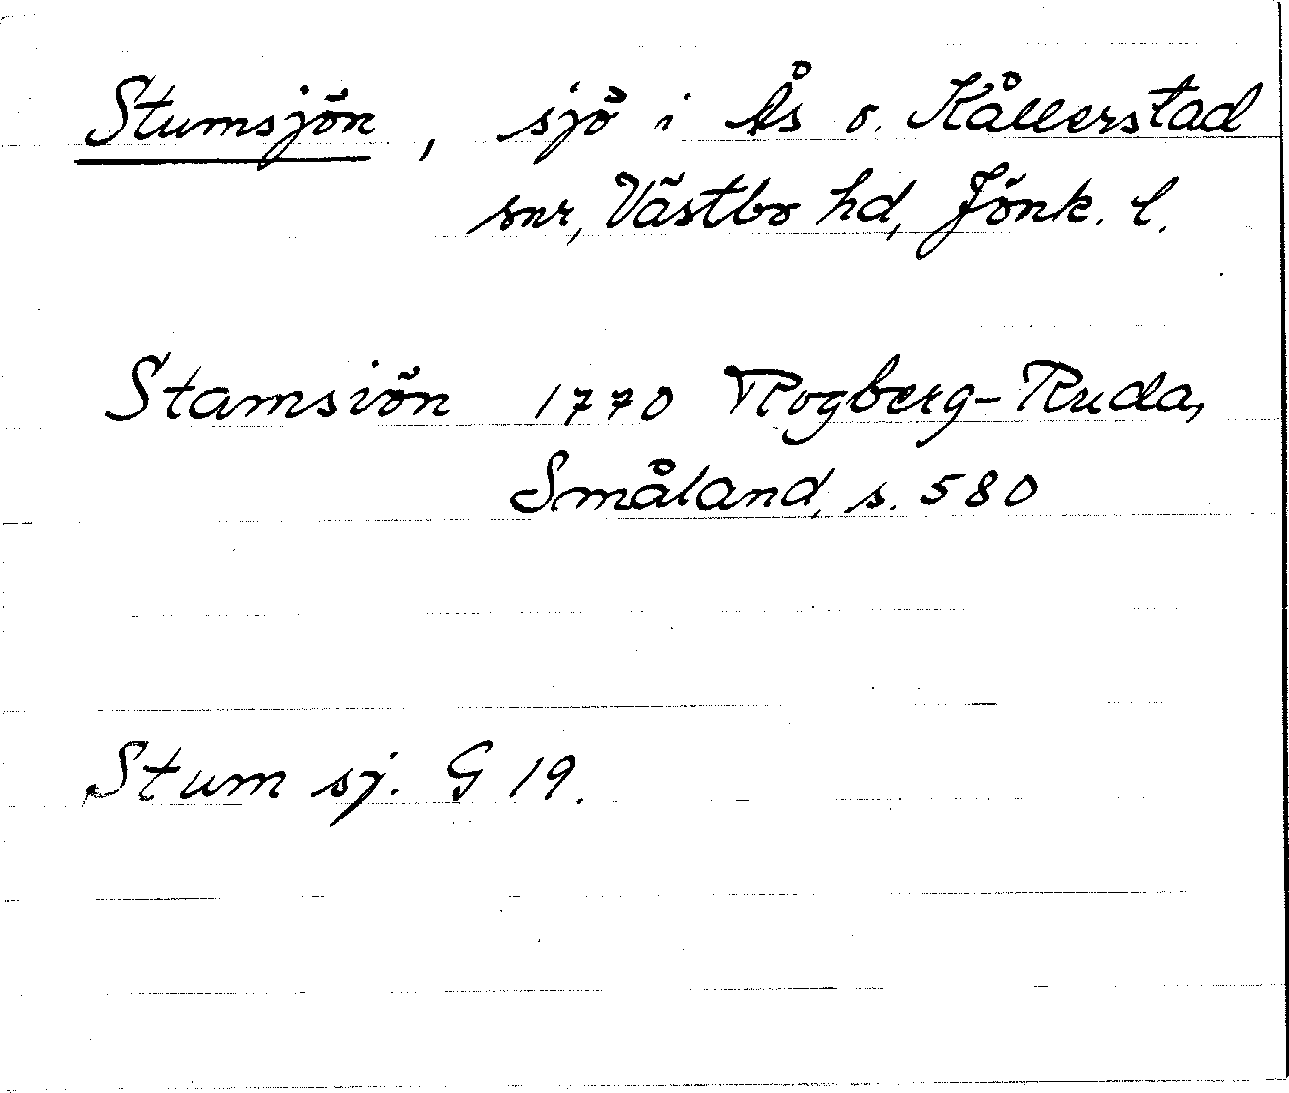 Stumsjön, sjö i Ås o. Kållerstad
snr, Västbo hd, Jönk. l.
Stamsiön 1770 Rogberg-Ruda,
Småland, s. 580
Stum sj. G 19.